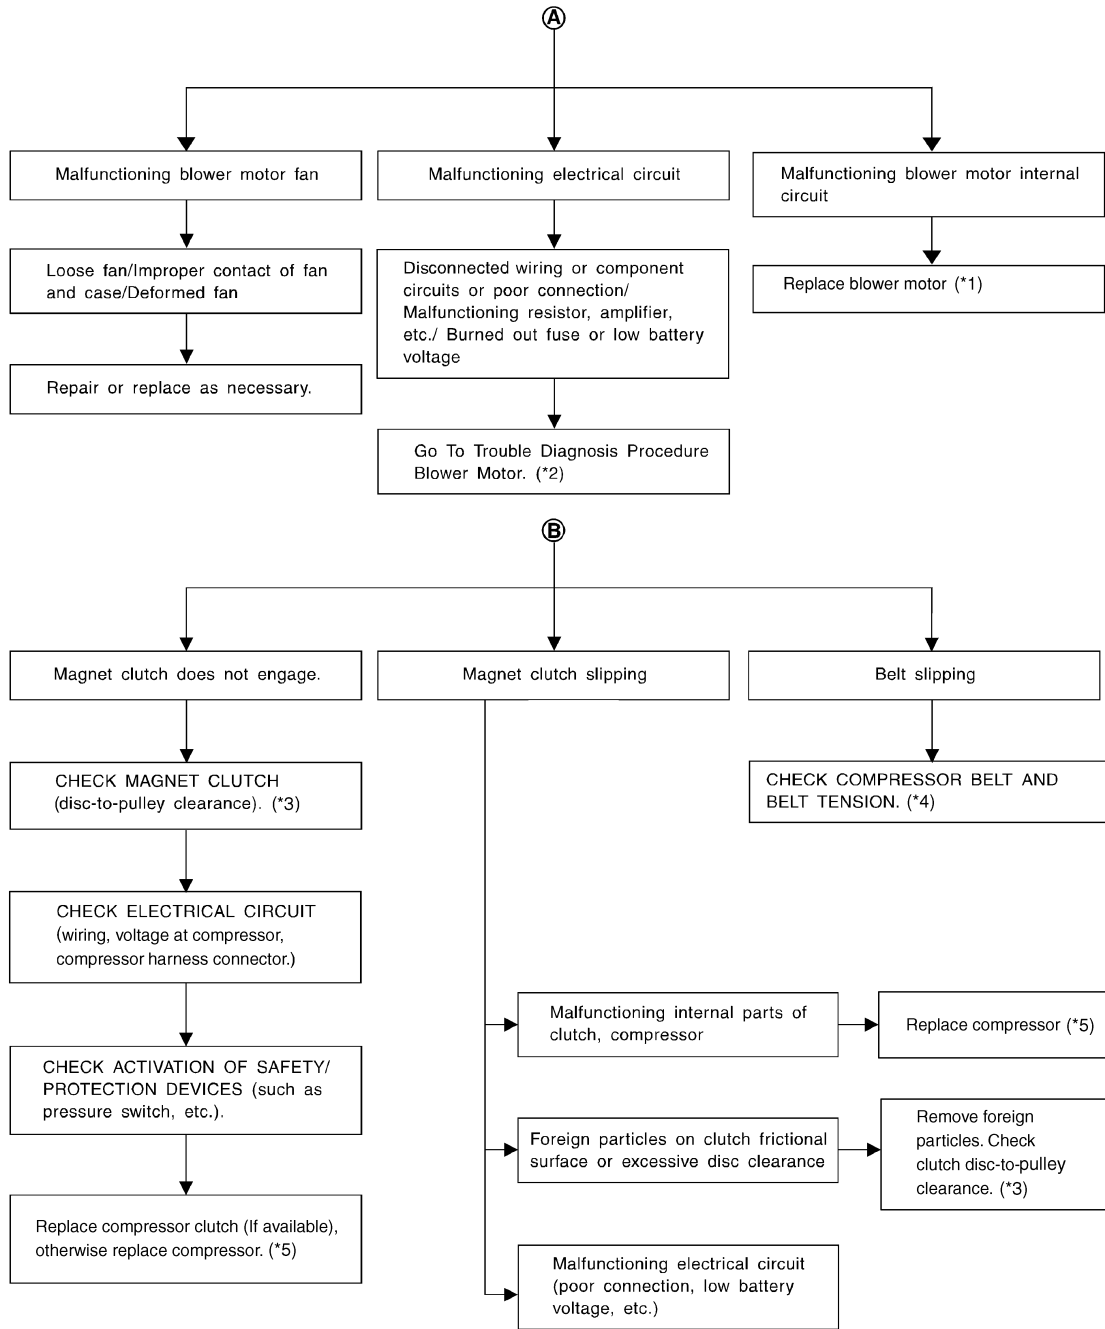 A
Malfunctioning blower motor fan
Malfunctioning electrical circuit
Malfunctioning blower motor internal
circuit
Loose fan/Improper contact of fan
and case/Deformed fan
Disconnected wiring or component
circuits or poor connection/
Malfunctioning resistor, amplifier,
etc./ Burned out fuse or low battery
voltage
Replace blower motor (*1)
Repair or replace as necessary.
Go To Trouble Diagnosis Procedure
Blower Motor. (*2)
B
Magnet clutch does not engage.
Magnet clutch slipping
Belt slipping
CHECK MAGNET CLUTCH
(disc-to-pulley clearance). (*3)
CHECK COMPRESSOR BELT AND
BELT TENSION. (*4)
CHECK ELECTRICAL CIRCUIT
(wiring, voltage at compressor,
compressor harness connector.)
Malfunctioning internal parts of
clutch, compressor
Replace compressor (*5)
CHECK ACTIVATION OF SAFETY/
PROTECTION DEVICES (such as
pressure switch, etc.).
Foreign particles on clutch frictional
surface or excessive disc clearance
Remove foreign
particles. Check
clutch disc-to-pulley
clearance. (*3)
Replace compressor clutch (If available),
otherwise replace compressor. (*5)
Malfunctioning electrical circuit
(poor connection, low battery
voltage, etc.)